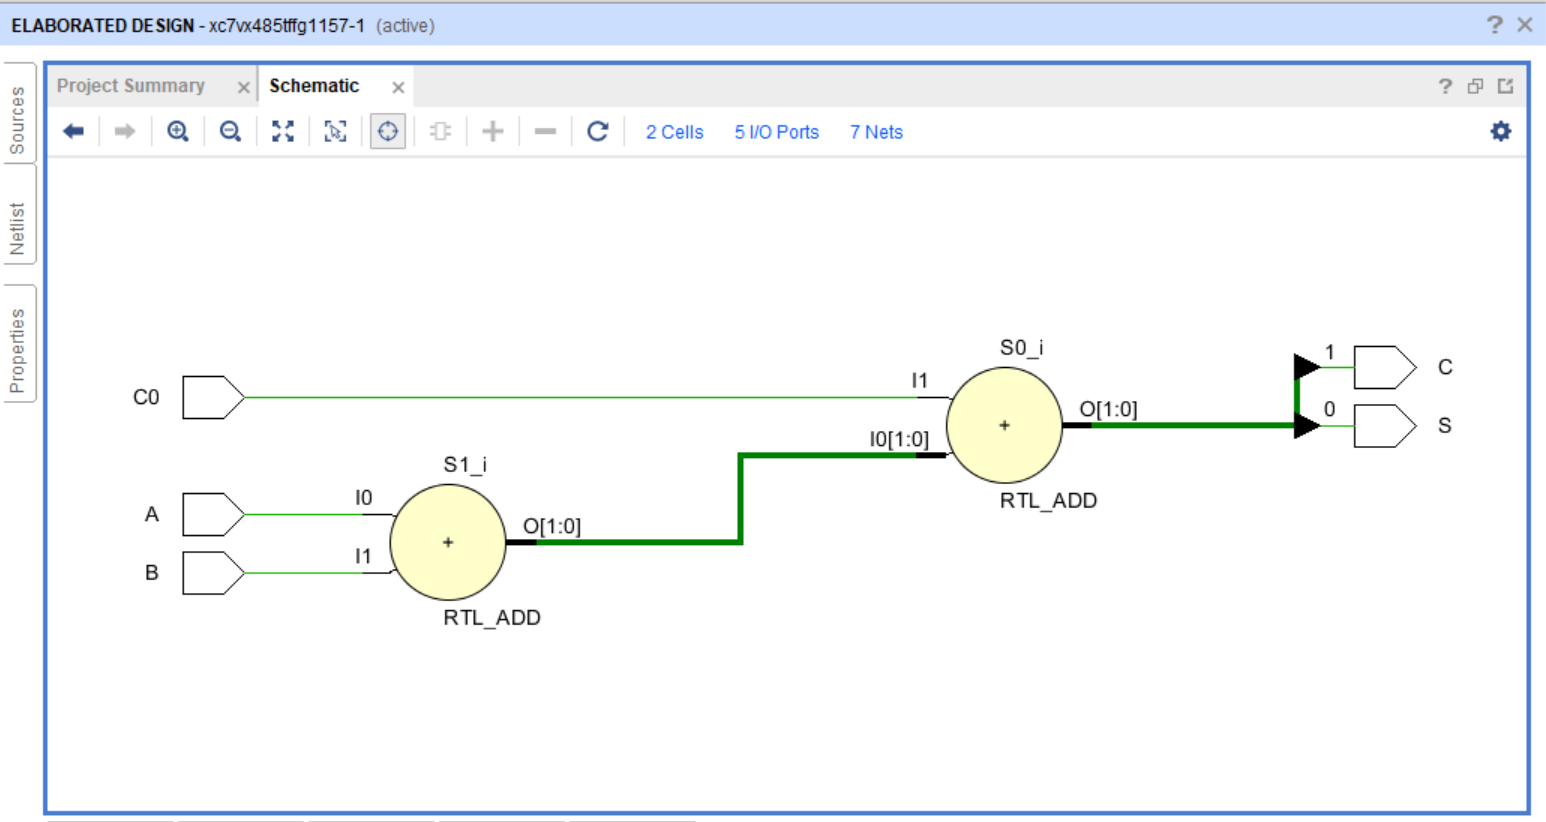 ELABORATED DESIGN - xc7vx485tffg1157-1 (active)
? ×
Sources
Netlist
Properties
Project Summary ×
Schematic ×
?
2 Cells 5 I/O Ports 7 Nets
S0_i
C0
I1
I0[1:0]
+
O[1:0]
RTL_ADD
1
C
0
S
S1_i
A
I0
B
I1
+
O[1:0]
RTL_ADD